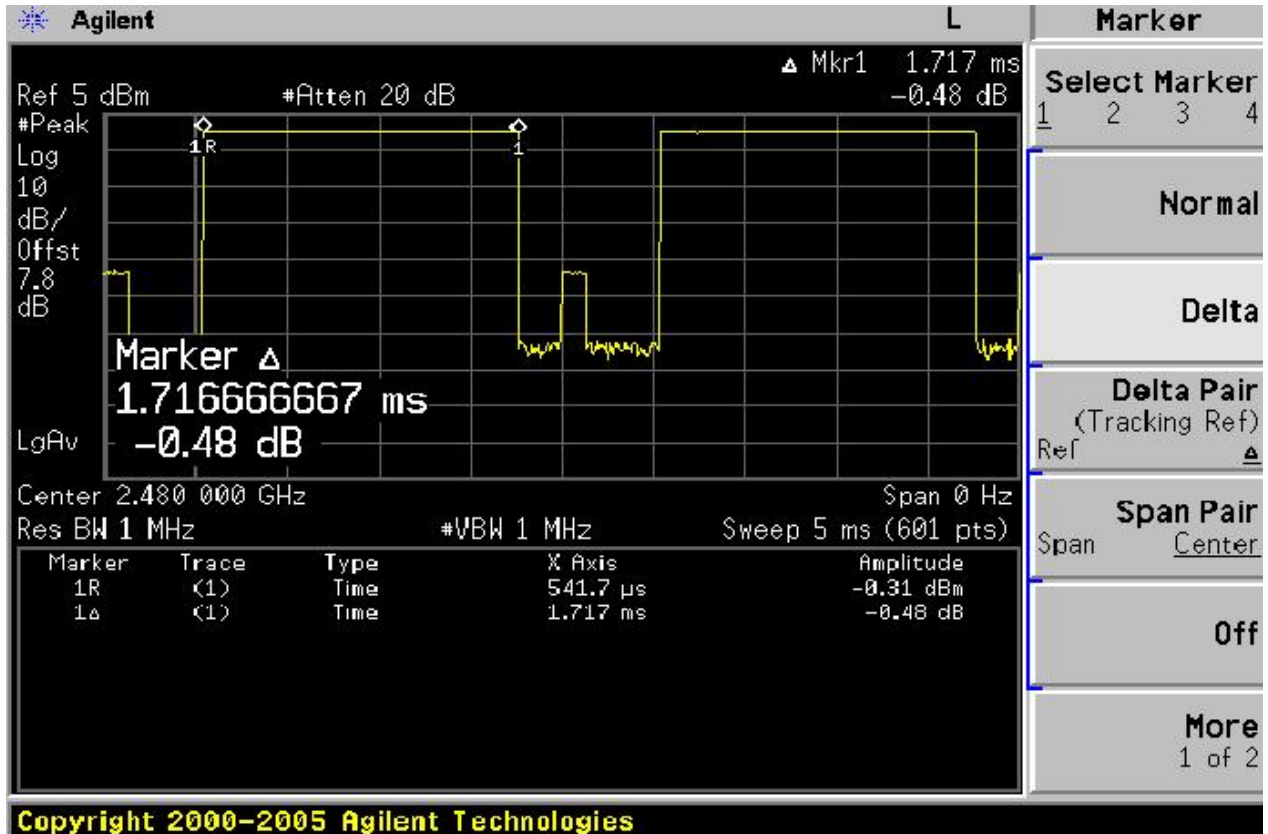 Agilent L Marker
Δ Mkr1 1.717 ms
Ref 5 dBm #Atten 20 dB -0.48 dB
#Peak
Log
10
dB/
Offst
7.8
dB
LgAv
1R
1
Marker Δ
1.716666667 ms
-0.48 dB
Center 2.480 000 GHz Span 0 Hz
Res BW 1 MHz #VBW 1 MHz Sweep 5 ms (601 pts)
Marker Trace Type X Axis Amplitude
1R (1) Time 541.7 µs -0.31 dBm
1Δ (1) Time 1.717 ms -0.48 dB
Select Marker
1 2 3 4
Normal
Delta
Delta Pair
(Tracking Ref)
Ref Δ
Span Pair
Span Center
Off
More
1 of 2
Copyright 2000-2005 Agilent Technologies